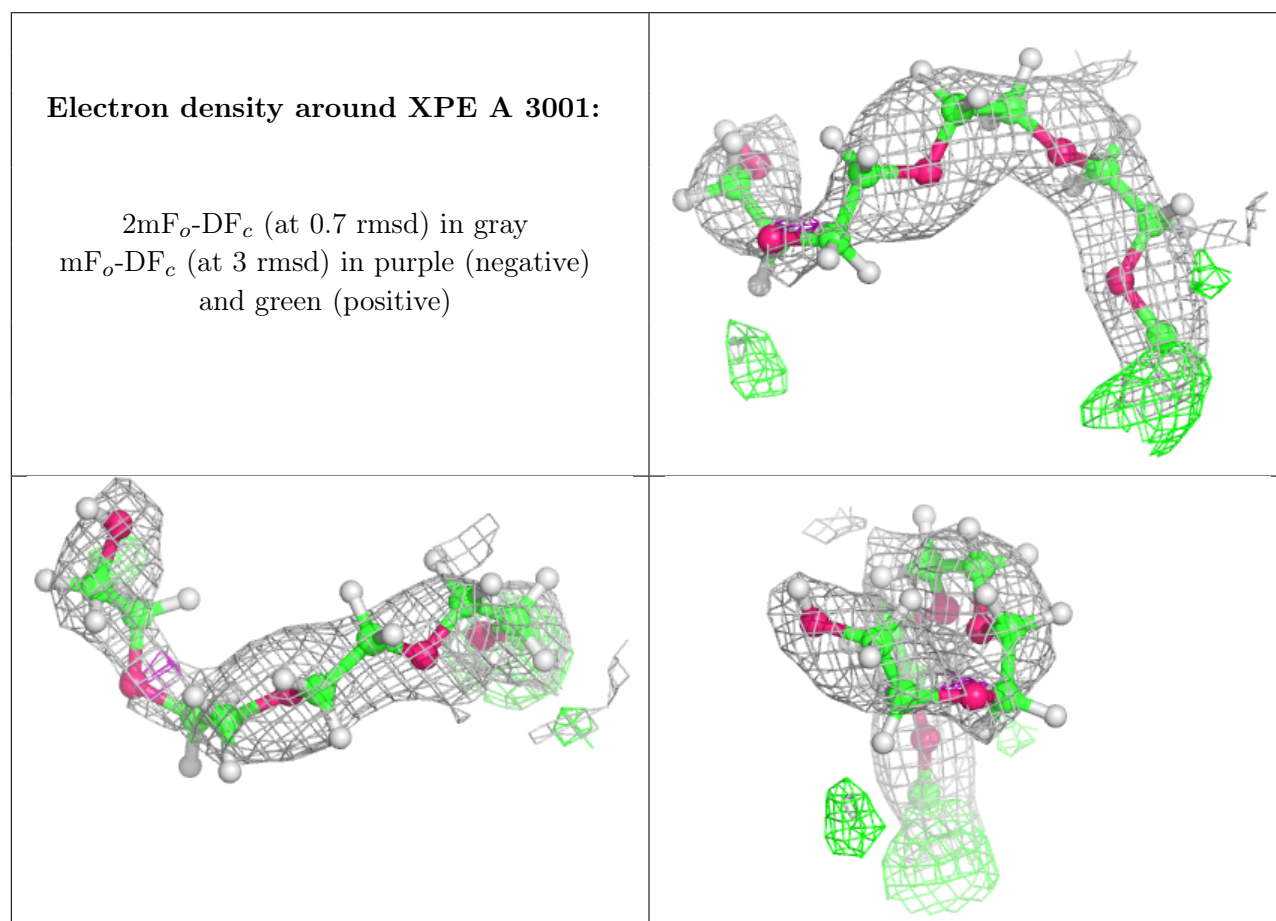 Electron density around XPE A 3001:
2mFo-DFc (at 0.7 rmsd) in gray
mFo-DFc (at 3 rmsd) in purple (negative)
and green (positive)